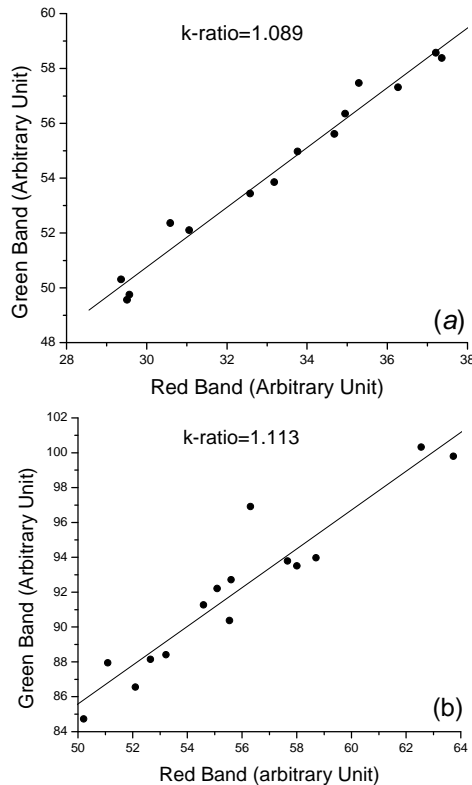 k-ratio=1.089
60
58
56
54
52
50
48
Green Band (Arbitrary Unit)
(a)
28 30 32 34 36 38
Red Band (Arbitrary Unit)
k-ratio=1.113
102
100
98
96
94
92
90
88
86
84
Green Band (Arbitrary Unit)
(b)
50 52 54 56 58 60 62 64
Red Band (arbitrary Unit)